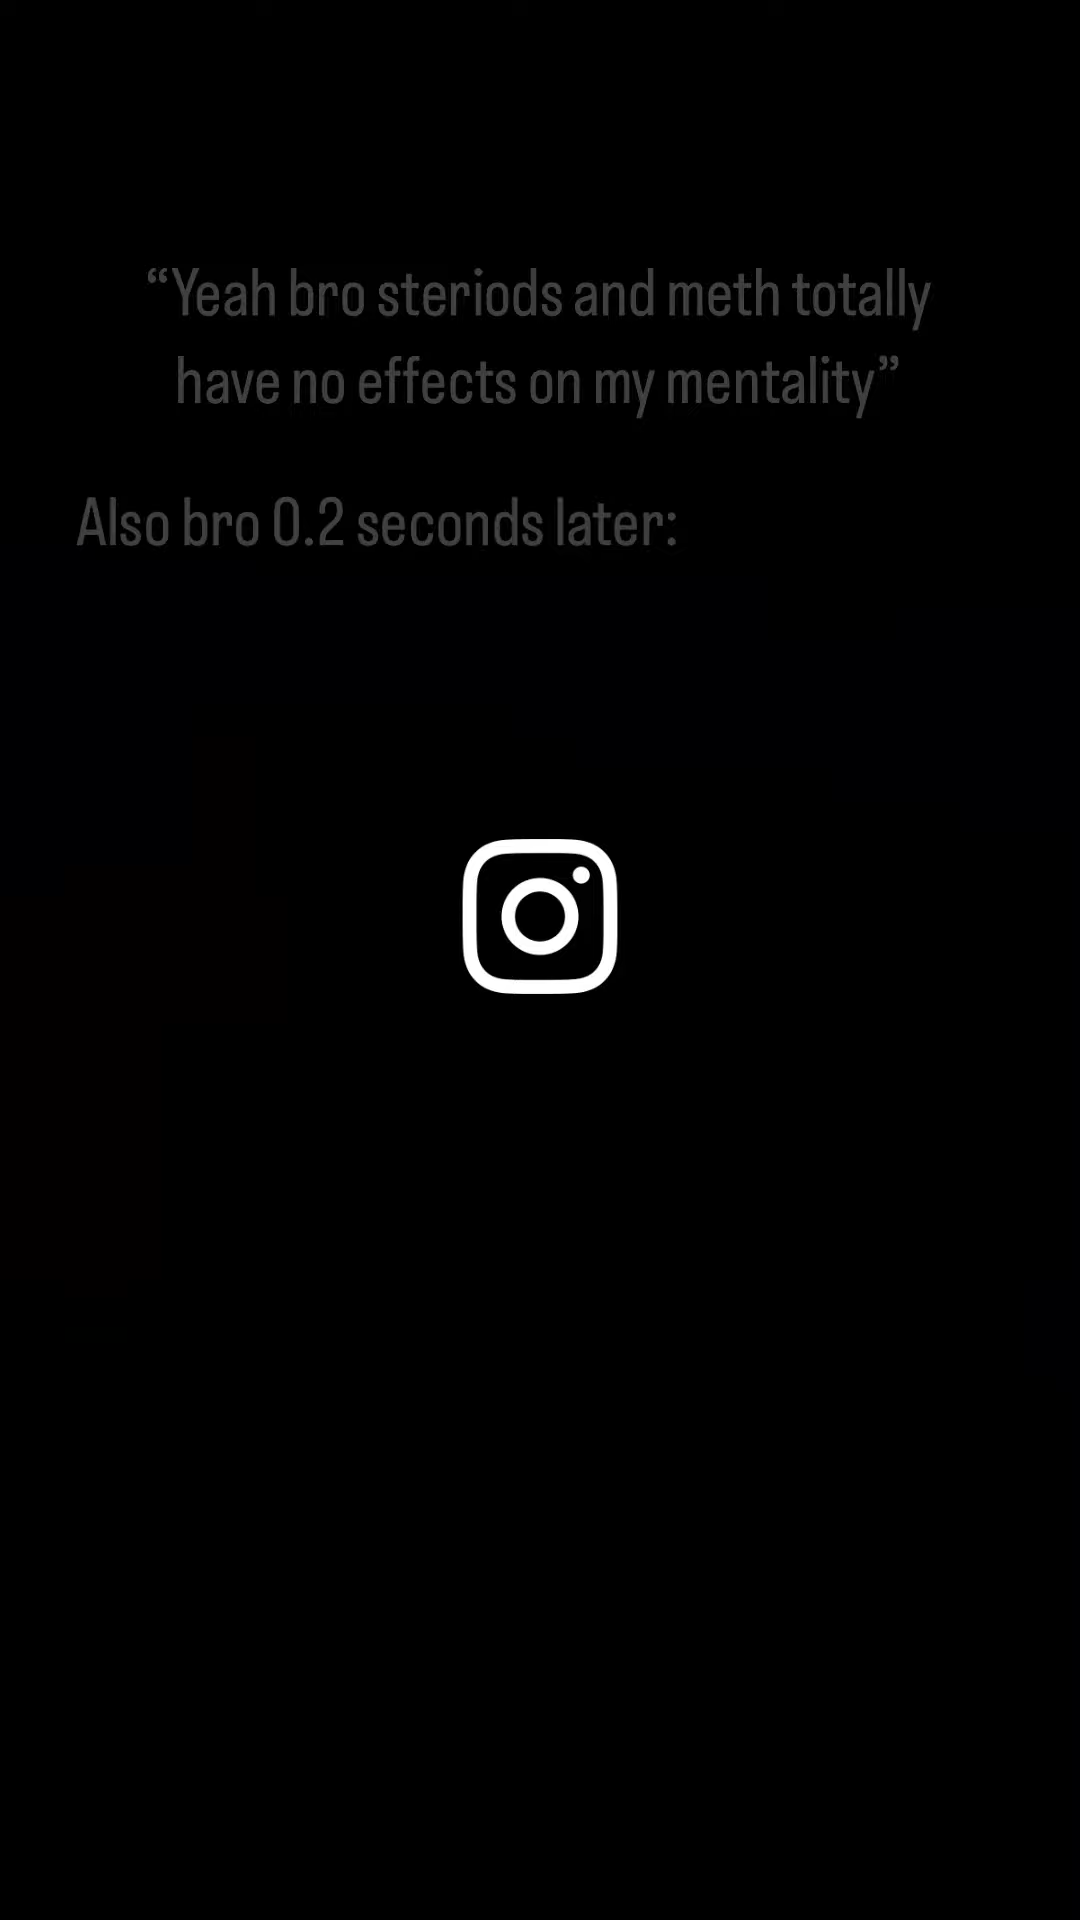 “Yeah bro steriods and meth totally
have no effects on my mentality”
Also bro 0.2 seconds later: